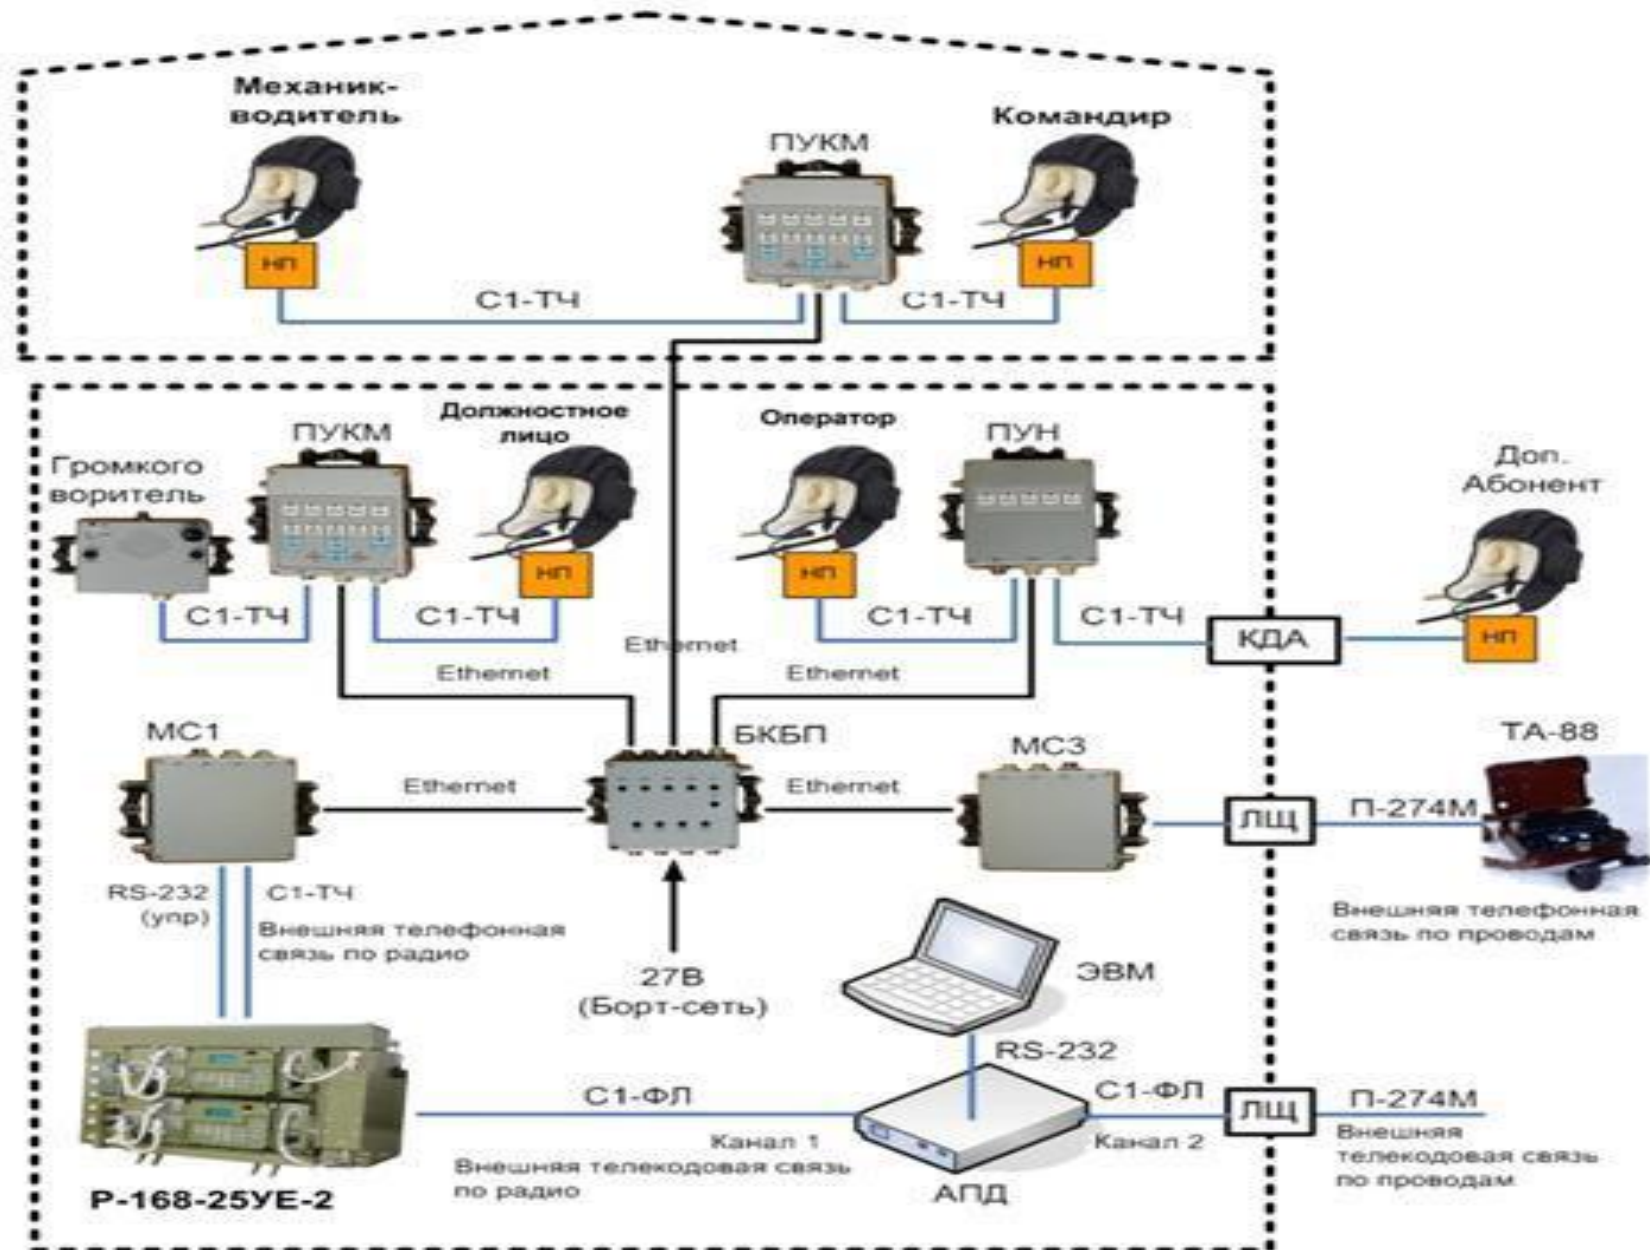 Механик-
водитель
Командир
ПУКМ
НП
НП
С1-ТЧ
С1-ТЧ
Должностное
лицо
Оператор
ПУКМ
ПУН
Громкого
воритель
Доп.
Абонент
НП
НП
С1-ТЧ
С1-ТЧ
С1-ТЧ
С1-ТЧ
КДА
НП
Ethernet
Ethernet
Ethernet
МС1
БКБП
МС3
ТА-88
Ethernet
Ethernet
ЛЩ
П-274М
RS-232
(упр)
С1-ТЧ
Внешняя телефонная
связь по радио
Внешняя телефонная
связь по проводам
27В
(Борт-сеть)
ЭВМ
RS-232
С1-ФЛ
С1-ФЛ
ЛЩ
П-274М
Канал 1
Канал 2
Внешняя телекодовая связь
по радио
Внешняя
телекодовая связь
по проводам
АПД
Р-168-25УЕ-2